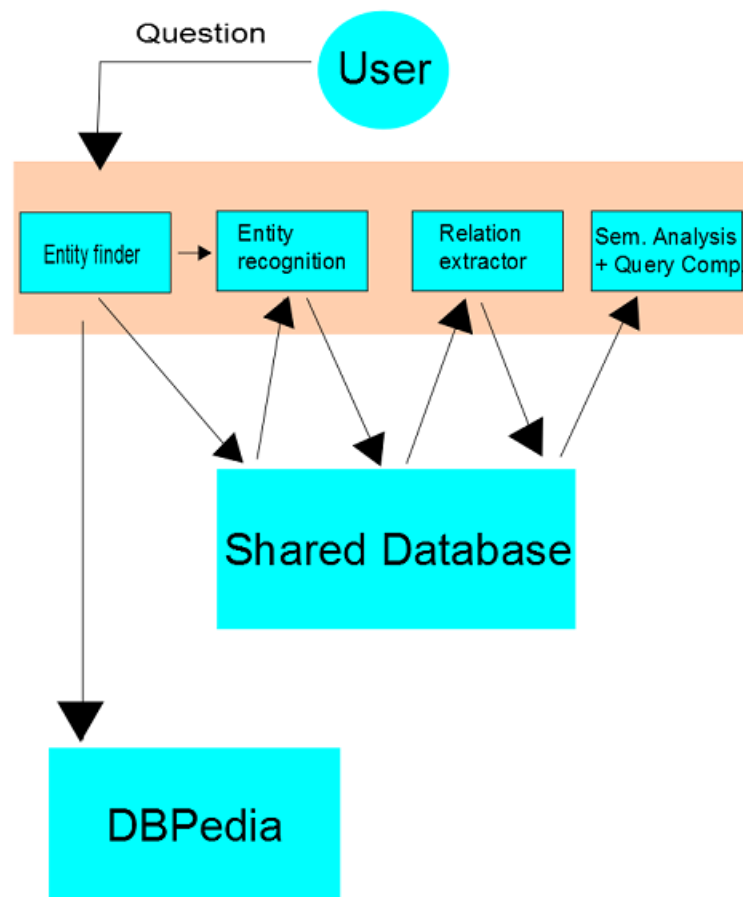 Question
User
Entity finder
Entity
recognition
Relation
extractor
Sem. Analysis
+ Query Comp
Shared Database
DBPedia